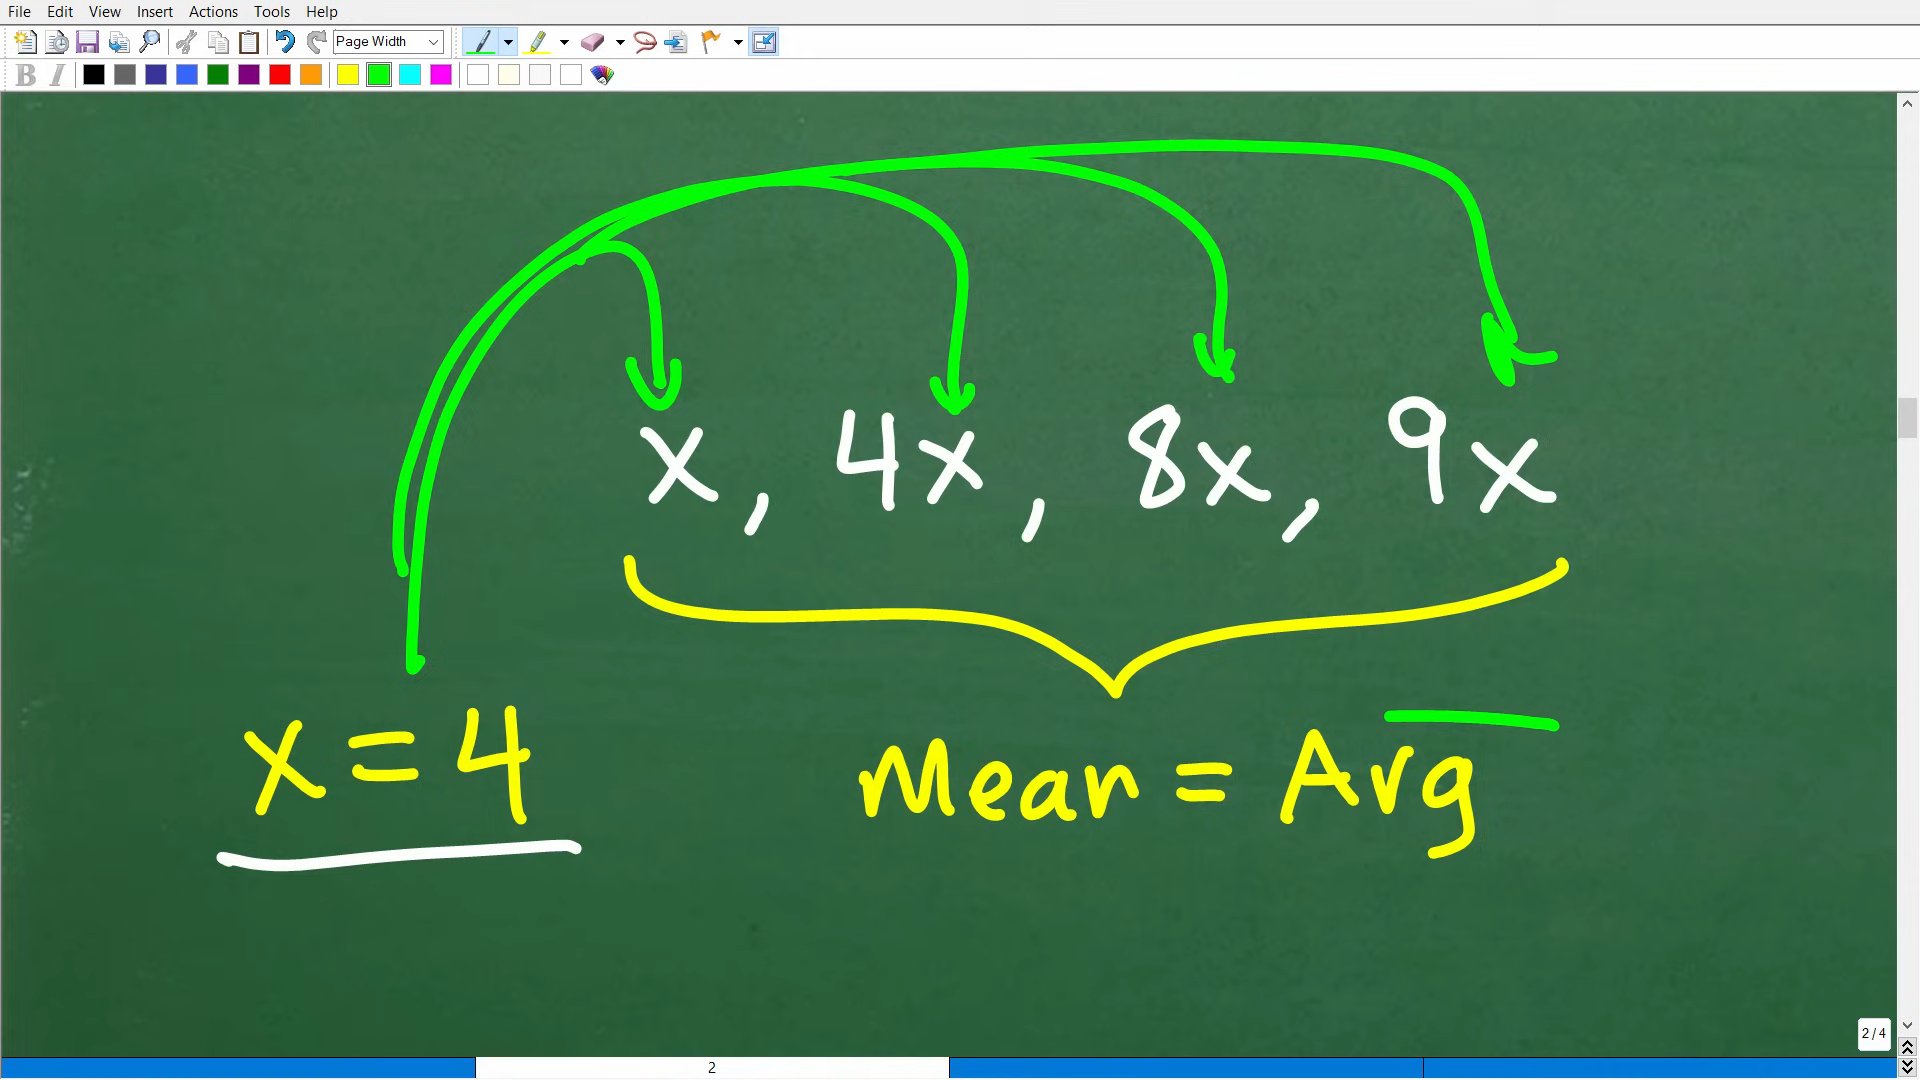 File Edit View Insert Actions Tools Help
Page Width
B I
x, 4x, 8x, 9x
x = 4
Mean = Avg
2 / 4
2